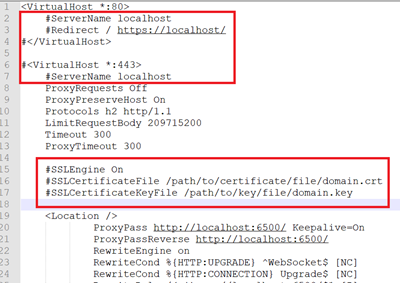 1 <VirtualHost *:80>
2 #ServerName localhost
3 #Redirect / https://localhost/
4 #</VirtualHost>
5
6 #<VirtualHost *:443>
7 #ServerName localhost
8 ProxyRequests Off
9 ProxyPreserveHost On
10 Protocols h2 http/1.1
11 LimitRequestBody 209715200
12 Timeout 300
13 ProxyTimeout 300
14
15 #SSLEngine On
16 #SSLCertificateFile /path/to/certificate/file/domain.crt
17 #SSLCertificateKeyFile /path/to/key/file/domain.key
18
19 <Location />
20 ProxyPass http://localhost:6500/ Keepalive=On
21 ProxyPassReverse http://localhost:6500/
22 RewriteEngine on
23 RewriteCond %{HTTP:UPGRADE} ^WebSocket$ [NC]
24 RewriteCond %{HTTP:CONNECTION} Upgrade$ [NC]